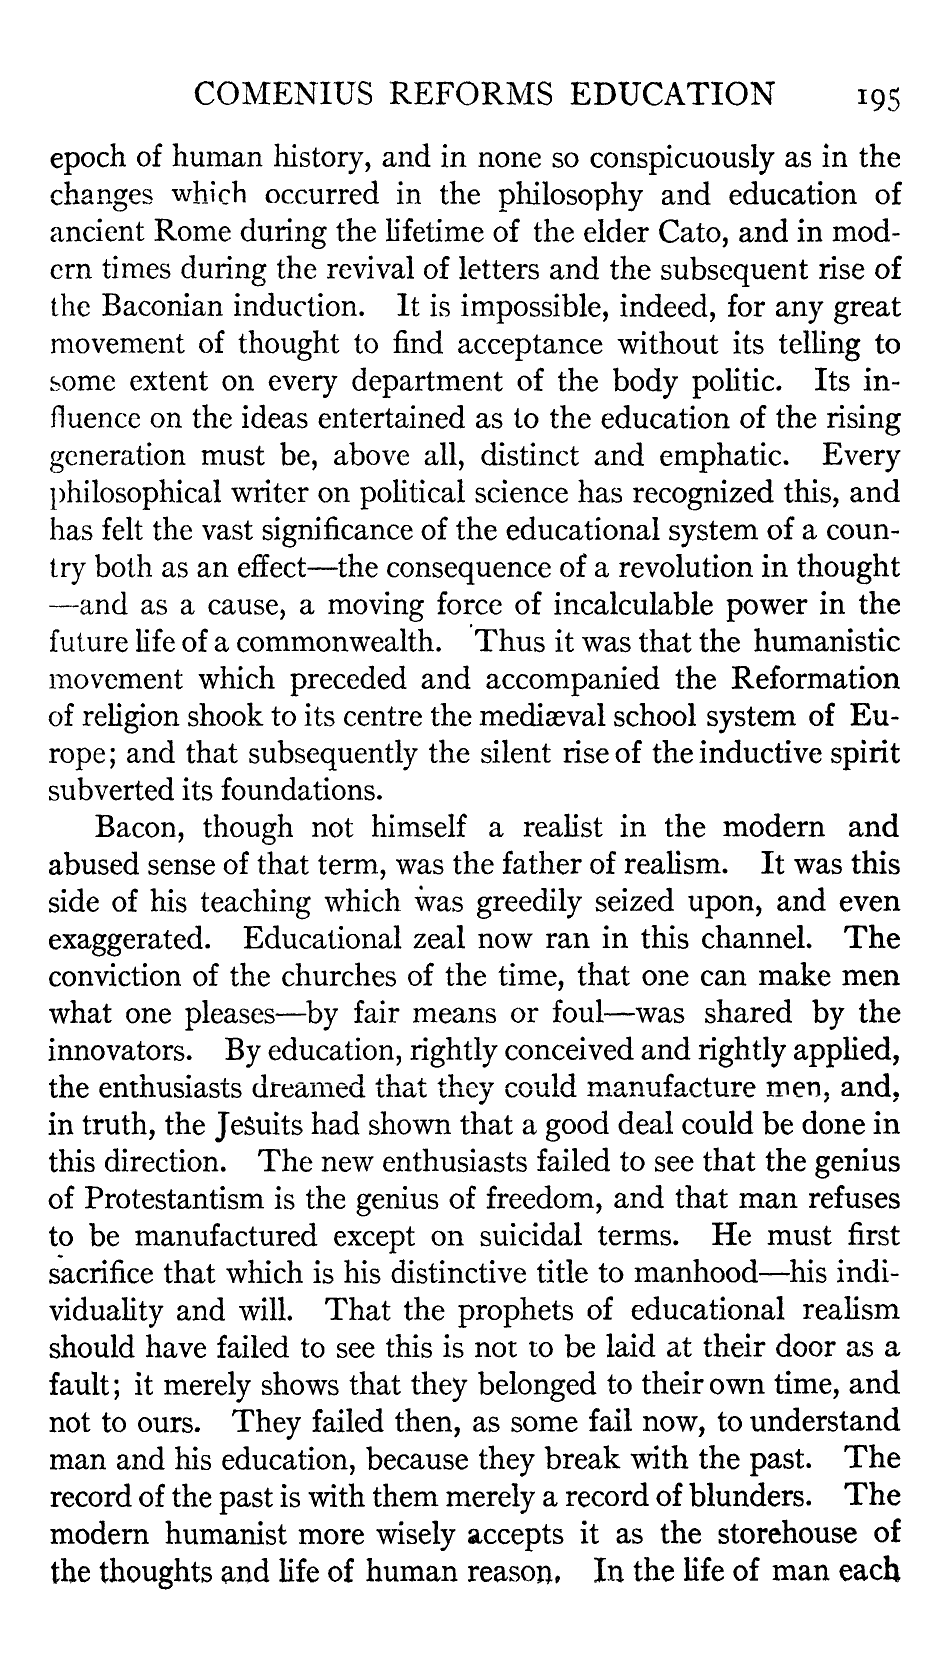 COMENIUS REFORMS EDUCATION 195
epoch of human history, and in none so conspicuously as in the
changes which occurred in the philosophy and education of
ancient Rome during the lifetime of the elder Cato, and in mod-
ern times during the revival of letters and the subsequent rise of
the Baconian induction. It is impossible, indeed, for any great
movement of thought to find acceptance without its telling to
some extent on every department of the body politic. Its in-
fluence on the ideas entertained as to the education of the rising
generation must be, above all, distinct and emphatic. Every
philosophical writer on political science has recognized this, and
has felt the vast significance of the educational system of a coun-
try both as an effect—the consequence of a revolution in thought
—and as a cause, a moving force of incalculable power in the
future life of a commonwealth. Thus it was that the humanistic
movement which preceded and accompanied the Reformation
of religion shook to its centre the mediæval school system of Eu-
rope; and that subsequently the silent rise of the inductive spirit
subverted its foundations.
Bacon, though not himself a realist in the modern and
abused sense of that term, was the father of realism. It was this
side of his teaching which was greedily seized upon, and even
exaggerated. Educational zeal now ran in this channel. The
conviction of the churches of the time, that one can make men
what one pleases—by fair means or foul—was shared by the
innovators. By education, rightly conceived and rightly applied,
the enthusiasts dreamed that they could manufacture men, and,
in truth, the Jesuits had shown that a good deal could be done in
this direction. The new enthusiasts failed to see that the genius
of Protestantism is the genius of freedom, and that man refuses
to be manufactured except on suicidal terms. He must first
sacrifice that which is his distinctive title to manhood—his indi-
viduality and will. That the prophets of educational realism
should have failed to see this is not to be laid at their door as a
fault; it merely shows that they belonged to their own time, and
not to ours. They failed then, as some fail now, to understand
man and his education, because they break with the past. The
record of the past is with them merely a record of blunders. The
modern humanist more wisely accepts it as the storehouse of
the thoughts and life of human reason. In the life of man each